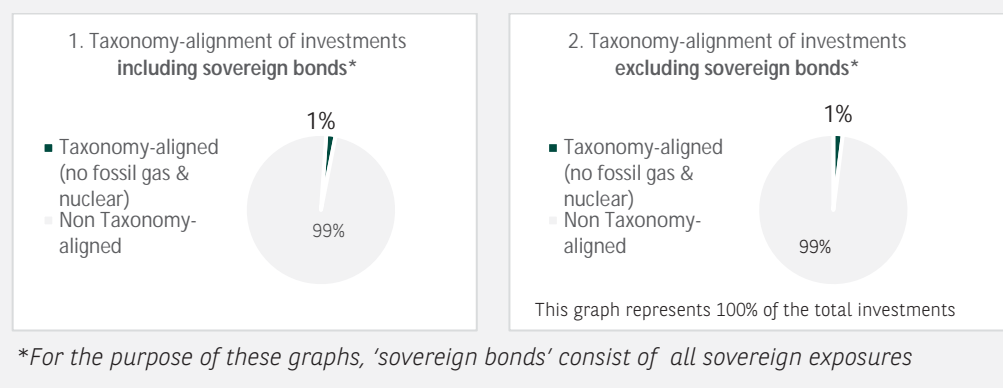 1. Taxonomy-alignment of investments
including sovereign bonds*
1%
Taxonomy-aligned
(no fossil gas &
nuclear)
Non Taxonomy-
aligned
99%
2. Taxonomy-alignment of investments
excluding sovereign bonds*
1%
Taxonomy-aligned
(no fossil gas &
nuclear)
Non Taxonomy-
aligned
99%
This graph represents 100% of the total investments
*For the purpose of these graphs, ‘sovereign bonds’ consist of all sovereign exposures